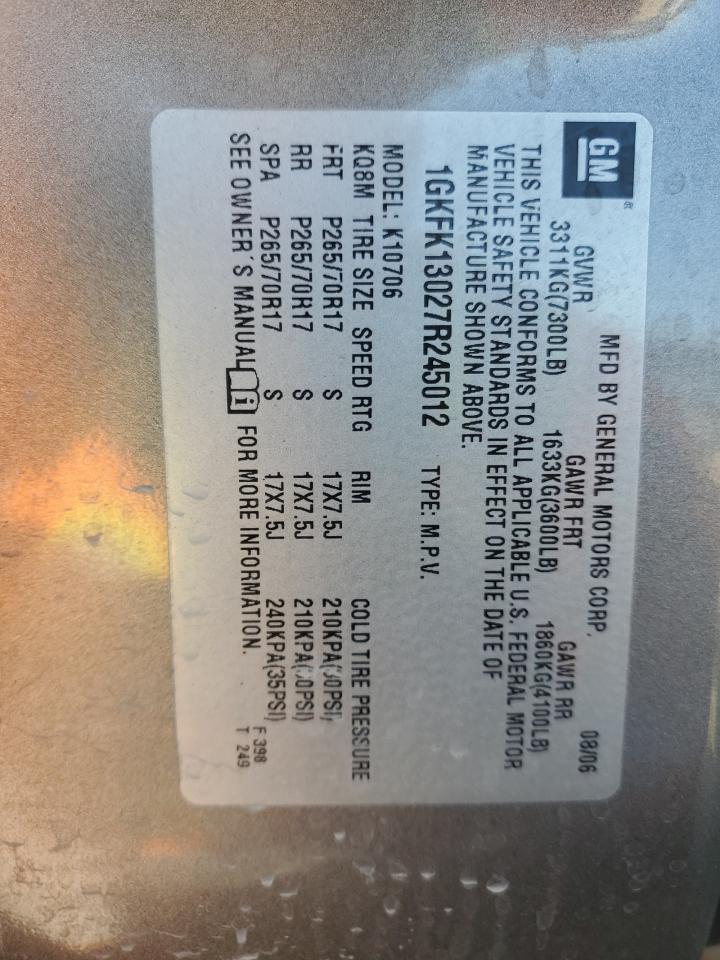 GM®
MFD BY GENERAL MOTORS CORP. 08/06
GVWR GAWR FRT GAWR RR
3311KG(7300LB) 1633KG(3600LB) 1860KG(4100LB)
THIS VEHICLE CONFORMS TO ALL APPLICABLE U.S. FEDERAL MOTOR
VEHICLE SAFETY STANDARDS IN EFFECT ON THE DATE OF
MANUFACTURE SHOWN ABOVE.
1GKFK13027R245012 TYPE: M.P.V.
MODEL: K10706
KQ8M TIRE SIZE SPEED RTG RIM COLD TIRE PRESSURE
FRT P265/70R17 S 17X7.5J 210KPA(30PSI)
RR P265/70R17 S 17X7.5J 210KPA(30PSI)
SPA P265/70R17 S 17X7.5J 240KPA(35PSI)
SEE OWNER'S MANUAL i FOR MORE INFORMATION.
F 398
T 249